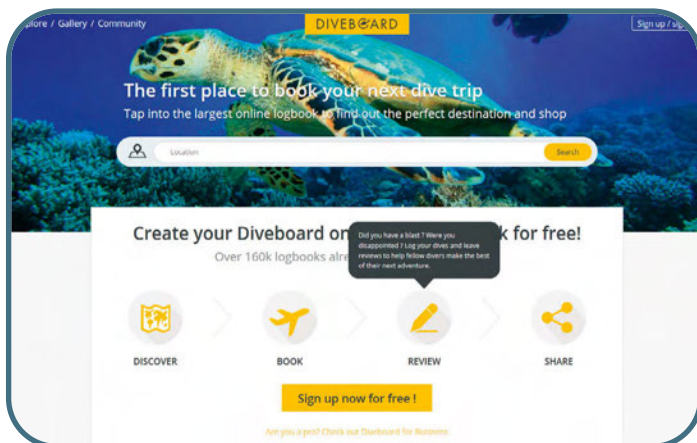 plore / Gallery / Community
DIVEBOARD
Sign up / sig
The first place to book your next dive trip
Tap into the largest online logbook to find out the perfect destination and shop
Location
Search
Create your Diveboard on k for free!
Over 160k logbooks alre
Did you have a blast ? Were you
disappointed ? Log your dives and leave
reviews to help fellow divers make the best
of their next adventure.
DISCOVER
BOOK
REVIEW
SHARE
Sign up now for free !
Are you a pro? Check our Diveboard for Business